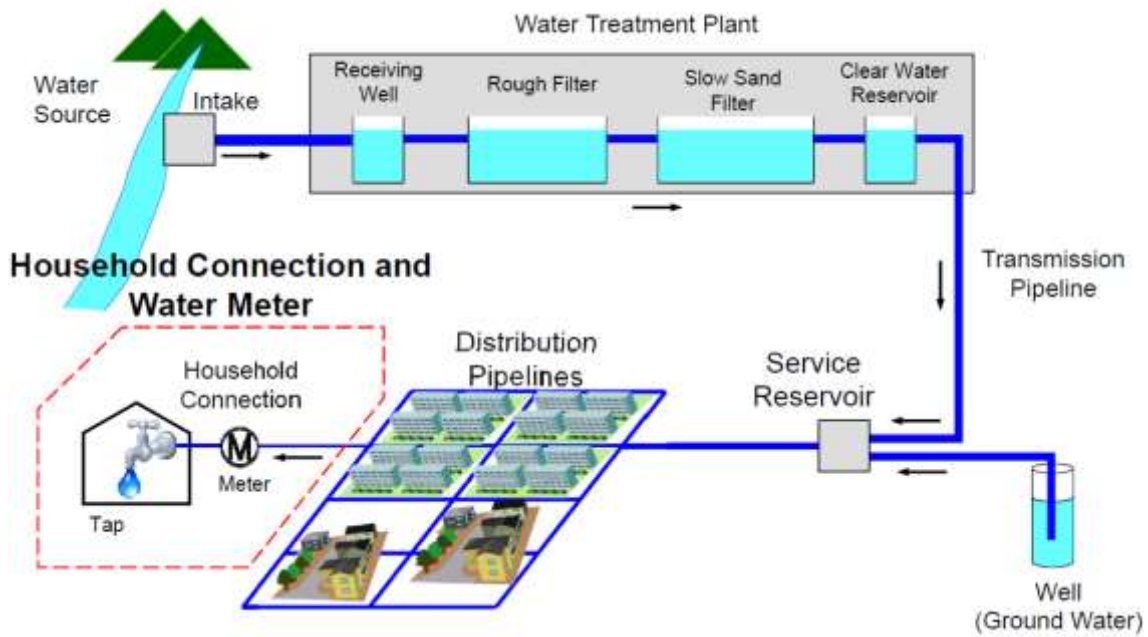 Water Treatment Plant
Water
Source
Intake
Receiving
Well
Rough Filter
Slow Sand
Filter
Clear Water
Reservoir
Household Connection and
Water Meter
Transmission
Pipeline
Distribution
Pipelines
Service
Reservoir
Household
Connection
M
Meter
Tap
Well
(Ground Water)